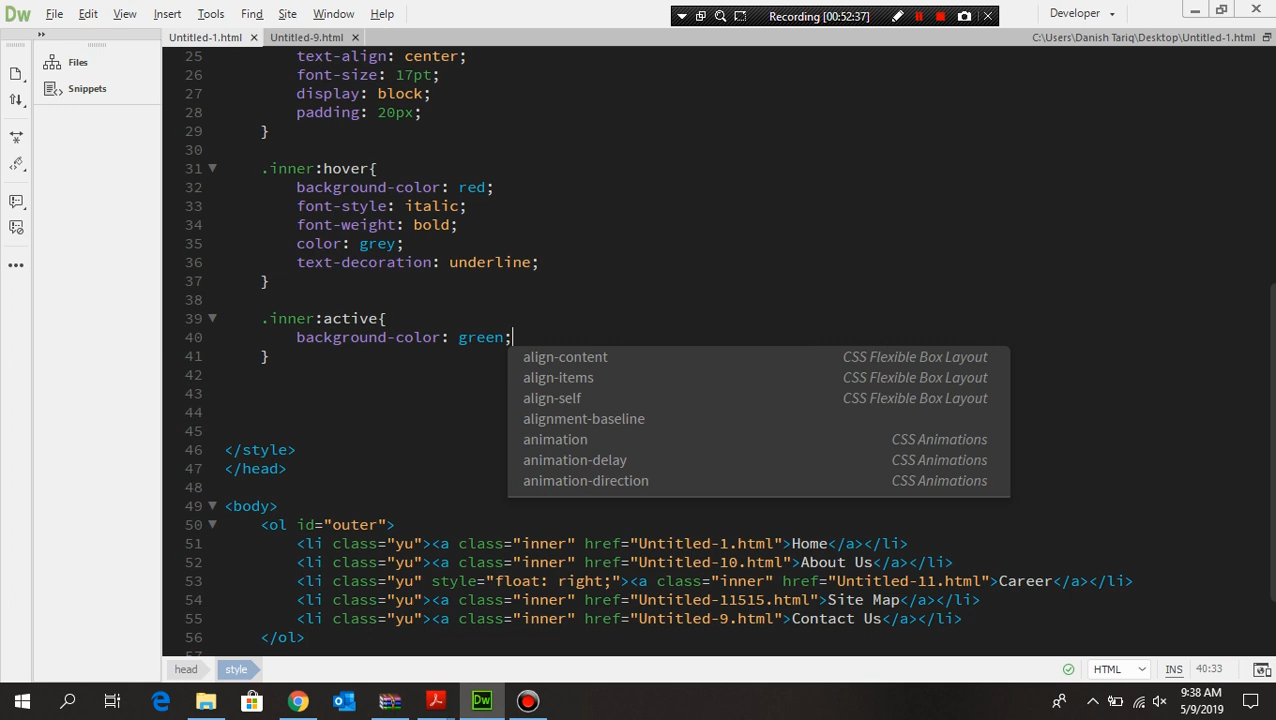 Dw File Edit View Insert Tools Find Site Window Help Recording [00:52:37] Developer
Untitled-1.html Untitled-9.html C:\Users\Danish Tariq\Desktop\Untitled-1.html
Files
Snippets
25 text-align: center;
26 font-size: 17pt;
27 display: block;
28 padding: 20px;
29 }
30
31 .inner:hover{
32 background-color: red;
33 font-style: italic;
34 font-weight: bold;
35 color: grey;
36 text-decoration: underline;
37 }
38
39 .inner:active{
40 background-color: green;
41 }
42
43
44
45
46 </style>
47 </head>
48
49 <body>
50 <ol id="outer">
51 <li class="yu"><a class="inner" href="Untitled-1.html">Home</a></li>
52 <li class="yu"><a class="inner" href="Untitled-10.html">About Us</a></li>
53 <li class="yu" style="float: right;"><a class="inner" href="Untitled-11.html">Career</a></li>
54 <li class="yu"><a class="inner" href="Untitled-11515.html">Site Map</a></li>
55 <li class="yu"><a class="inner" href="Untitled-9.html">Contact Us</a></li>
56 </ol>
57
align-content CSS Flexible Box Layout
align-items CSS Flexible Box Layout
align-self CSS Flexible Box Layout
alignment-baseline
animation CSS Animations
animation-delay CSS Animations
animation-direction CSS Animations
head style HTML INS 40:33
Dw
9:38 AM
5/9/2019